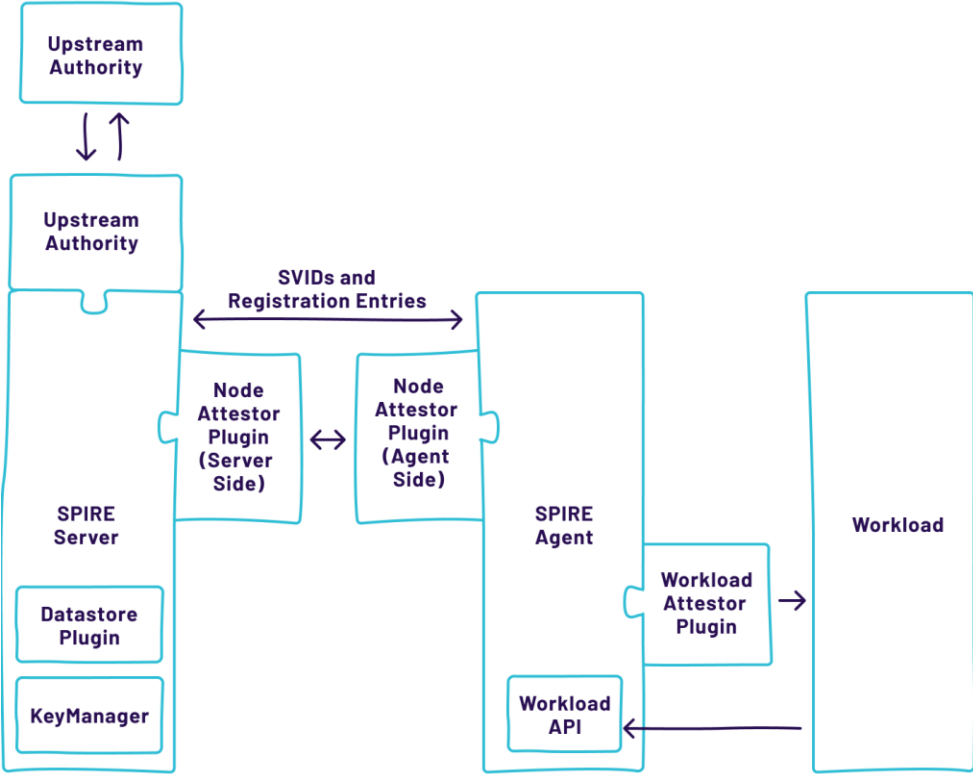 Upstream
Authority
Upstream
Authority
SVIDs and
Registration Entries
Node
Attestor
Plugin
(Server
Side)
Node
Attestor
Plugin
(Agent
Side)
SPIRE
Server
SPIRE
Agent
Workload
Workload
Attestor
Plugin
Datastore
Plugin
KeyManager
Workload
API